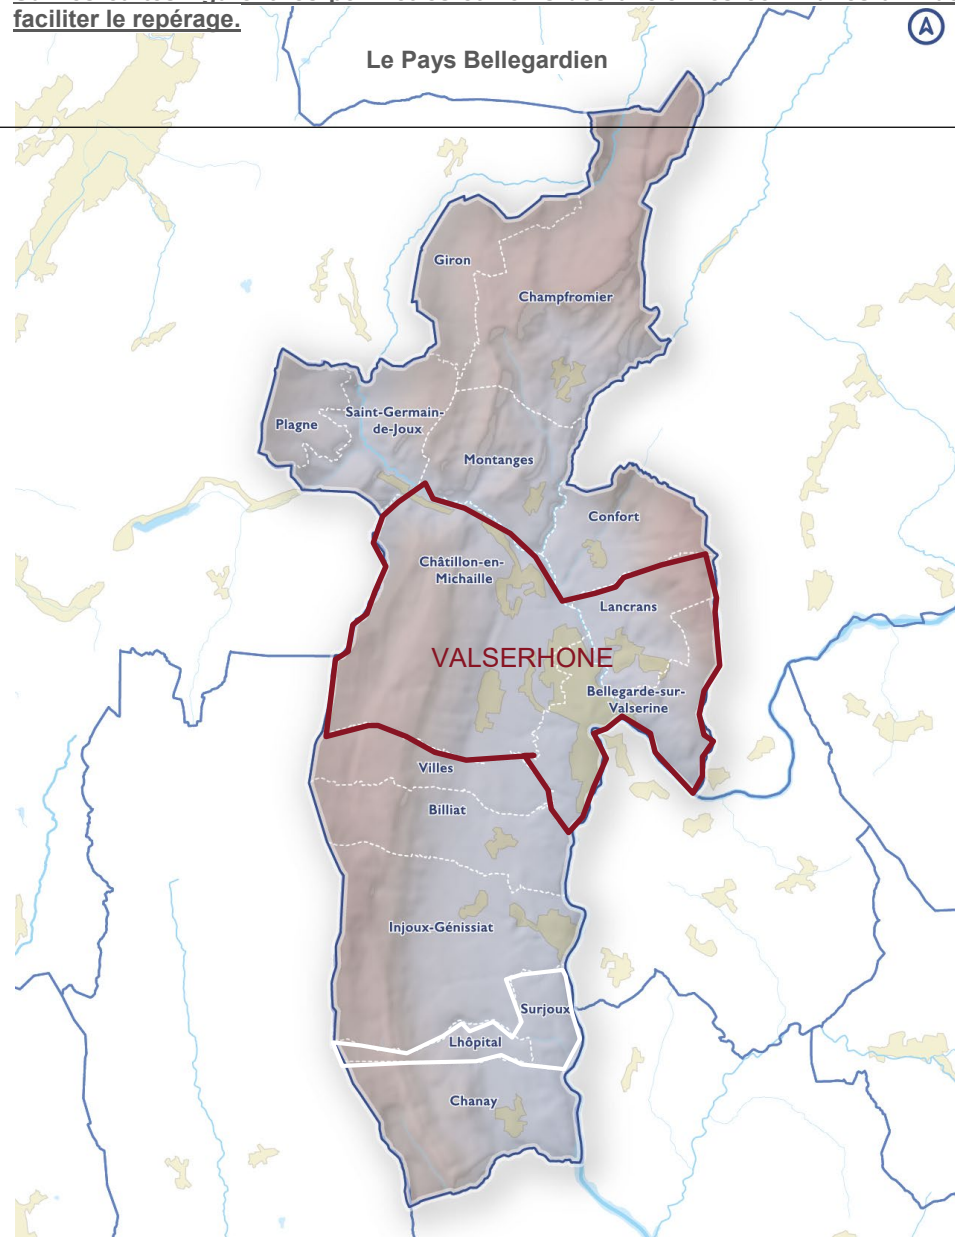 faciliter le repérage.
Le Pays Bellegardien
Giron
Champfromier
Saint-Germain-
de-Joux
Plagne
Montanges
Confort
Châtillon-en-
Michaille
Lancrans
VALSERHONE
Bellegarde-sur-
Valserine
Villes
Billiat
Injoux-Génissiat
Surjoux
Lhôpital
Chanay